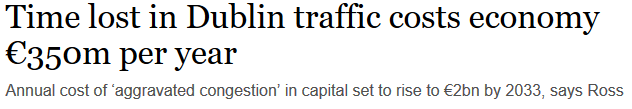 Time lost in Dublin traffic costs economy
€350m per year
Annual cost of ‘aggravated congestion’ in capital set to rise to €2bn by 2033, says Ross